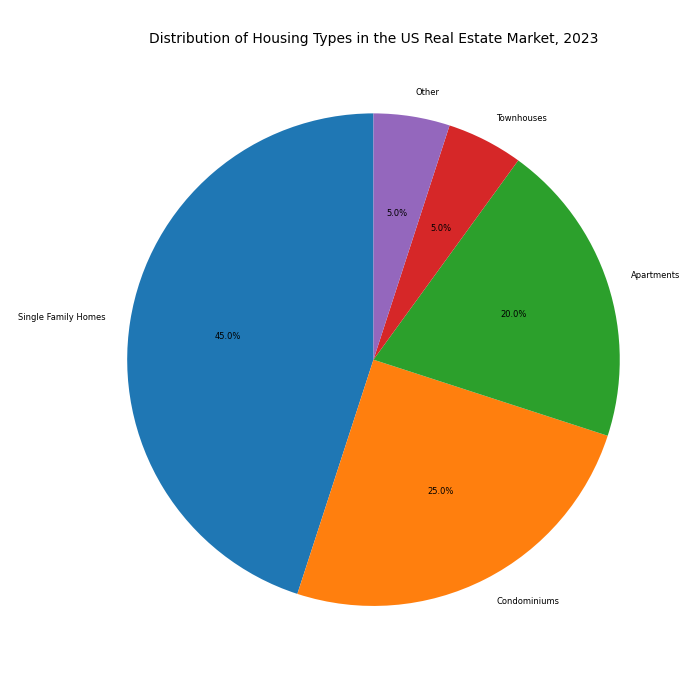 Distribution of Housing Types in the US Real Estate Market, 2023
Other
Townhouses
5.0%
5.0%
Apartments
20.0%
Single Family Homes
45.0%
25.0%
Condominiums